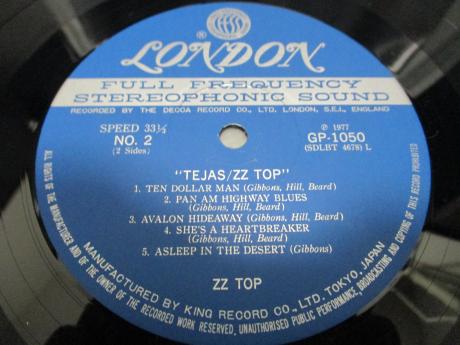 LONDON
FULL FREQUENCY
STEREOPHONIC SOUND
RECORDED BY THE DECCA RECORD CO., LTD. LONDON, S.E.I., ENGLAND
SPEED 33⅓
NO. 2
(2 Sides)
℗ 1977
GP-1050
(SDLBT 4678) L
"TEJAS/ZZ TOP"
1. TEN DOLLAR MAN (Gibbons, Hill, Beard)
2. PAN AM HIGHWAY BLUES
(Gibbons, Hill, Beard)
3. AVALON HIDEAWAY (Gibbons, Hill, Beard)
4. SHE'S A HEARTBREAKER
(Gibbons, Hill, Beard)
5. ASLEEP IN THE DESERT (Gibbons)
ZZ TOP
MANUFACTURED BY KING RECORD CO., LTD. TOKYO, JAPAN
ALL RIGHTS OF THE MANUFACTURER AND OF THE OWNER OF THE RECORDED WORK RESERVED, UNAUTHORISED PUBLIC PERFORMANCE, BROADCASTING AND COPYING OF THIS RECORD PROHIBITED